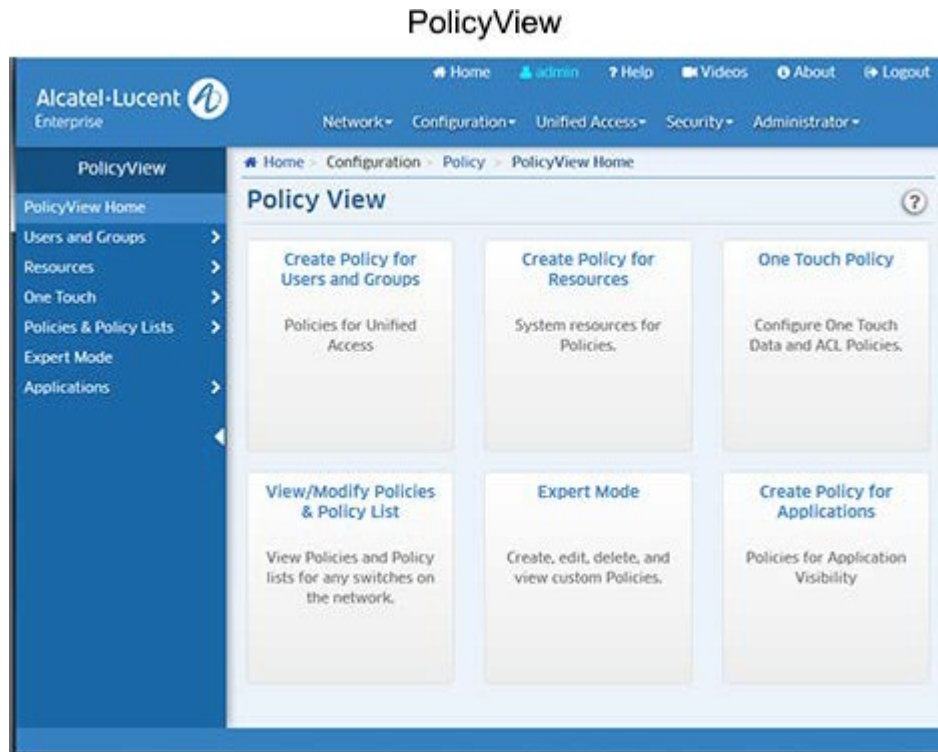 PolicyView
Home admin ? Help Videos About Logout
Alcatel·Lucent
Enterprise
Network Configuration Unified Access Security Administrator
PolicyView
PolicyView Home
Users and Groups
Resources
One Touch
Policies & Policy Lists
Expert Mode
Applications
Home > Configuration > Policy > PolicyView Home
Policy View
?
Create Policy for
Users and Groups
Policies for Unified
Access
Create Policy for
Resources
System resources for
Policies.
One Touch Policy
Configure One Touch
Data and ACL Policies.
View/Modify Policies
& Policy List
View Policies and Policy
lists for any switches on
the network.
Expert Mode
Create, edit, delete, and
view custom Policies.
Create Policy for
Applications
Policies for Application
Visibility